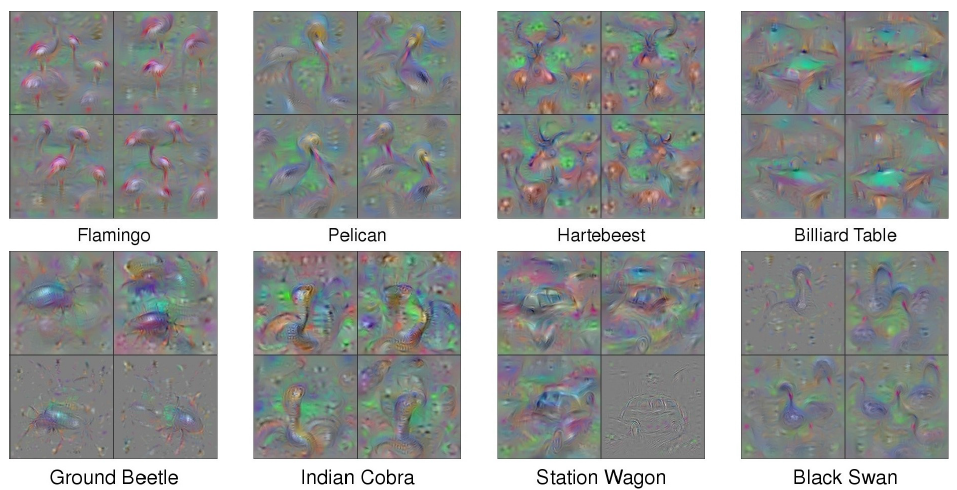 Flamingo
Pelican
Hartebeest
Billiard Table
Ground Beetle
Indian Cobra
Station Wagon
Black Swan